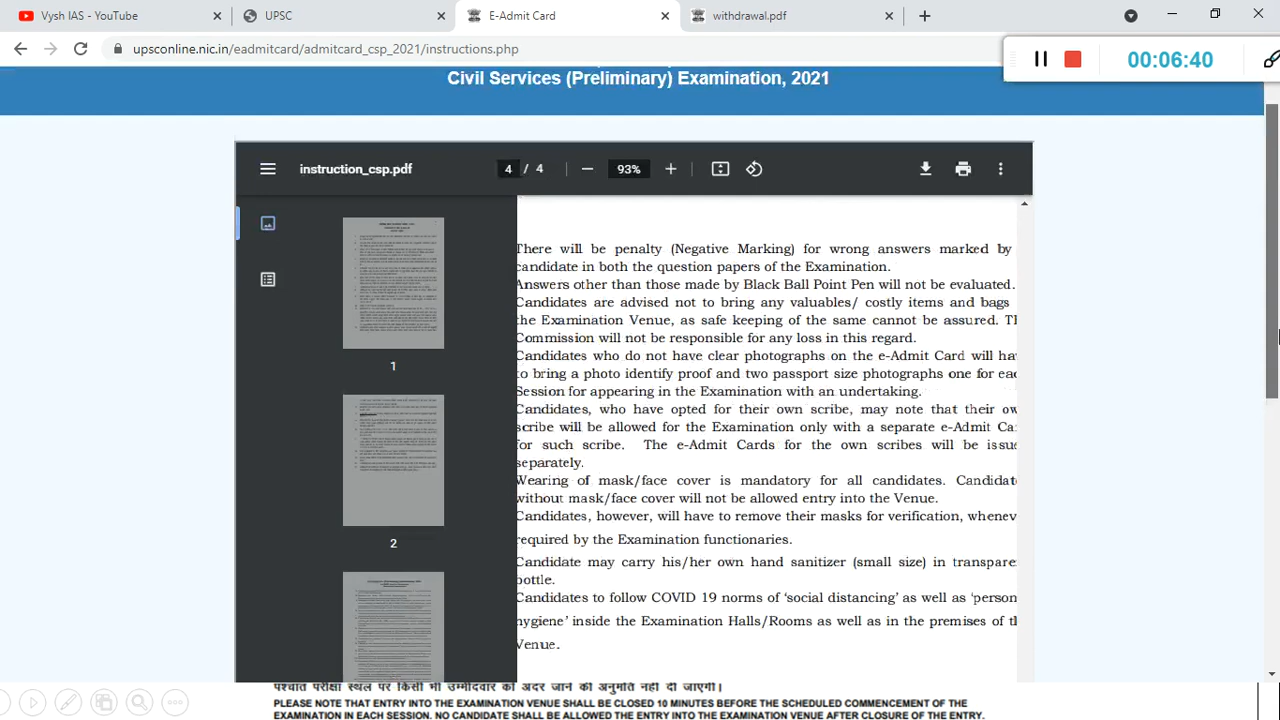 Vysh IAS - YouTube
UPSC
E-Admit Card
withdrawal.pdf
upsconline.nic.in/eadmitcard/admitcard_csp_2021/instructions.php
00:06:40
Civil Services (Preliminary) Examination, 2021
instruction_csp.pdf
4 / 4
93%
There will be penalty (Negative Marking) for wrong answers marked by
candidate in both the question papers of the Examination.
Answers other than those made by Black Ball Point Pen will not be evaluated.
Candidates are advised not to bring any valuables/ costly items and bags
the Examination Venue, as safe keeping of the same cannot be assured. Th
Commission will not be responsible for any loss in this regard.
Candidates who do not have clear photographs on the e-Admit Card will hav
to bring a photo identify proof and two passport size photographs one for eac
Session for appearing in the Examination with an undertaking.
Candidates, who have opted for their own scribe, may note that their ow
scribe will be allowed for the Examination only with a separate e-Admit Car
for such scribe. The Admit Cards for the own scribes will be issue
separately.
Wearing of mask/face cover is mandatory for all candidates. Candidate
without mask/face cover will not be allowed entry into the Venue.
Candidates, however, will have to remove their masks for verification, wheneve
required by the Examination functionaries.
Candidate may carry his/her own hand sanitizer (small size) in transparen
bottle.
Candidates to follow COVID 19 norms of 'social distancing' as well as 'person
hygiene' inside the Examination Halls/Rooms as well as in the premises of th
Venue.
1
2
पश्चात परीक्षा स्थल पर किसी भी उम्मीदवार को अंदर जाने की अनुमति नहीं दी जाएगी।
PLEASE NOTE THAT ENTRY INTO THE EXAMINATION VENUE SHALL BE CLOSED 10 MINUTES BEFORE THE SCHEDULED COMMENCEMENT OF THE
EXAMINATION IN EACH SESSION. NO CANDIDATE SHALL BE ALLOWED THE ENTRY INTO THE EXAMINATION VENUE AFTER CLOSURE OF THE ENTRY.